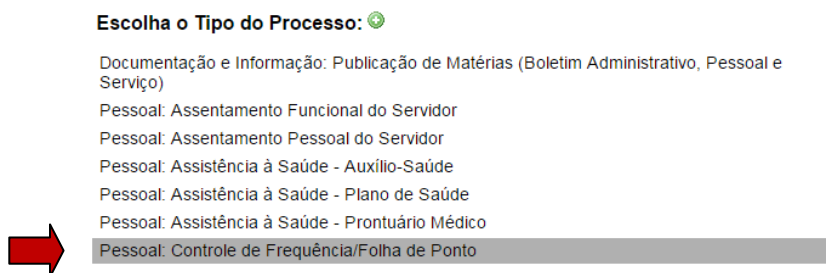 Escolha o Tipo do Processo:
Documentação e Informação: Publicação de Matérias (Boletim Administrativo, Pessoal e
Serviço)
Pessoal: Assentamento Funcional do Servidor
Pessoal: Assentamento Pessoal do Servidor
Pessoal: Assistência à Saúde - Auxílio-Saúde
Pessoal: Assistência à Saúde - Plano de Saúde
Pessoal: Assistência à Saúde - Prontuário Médico
Pessoal: Controle de Frequência/Folha de Ponto